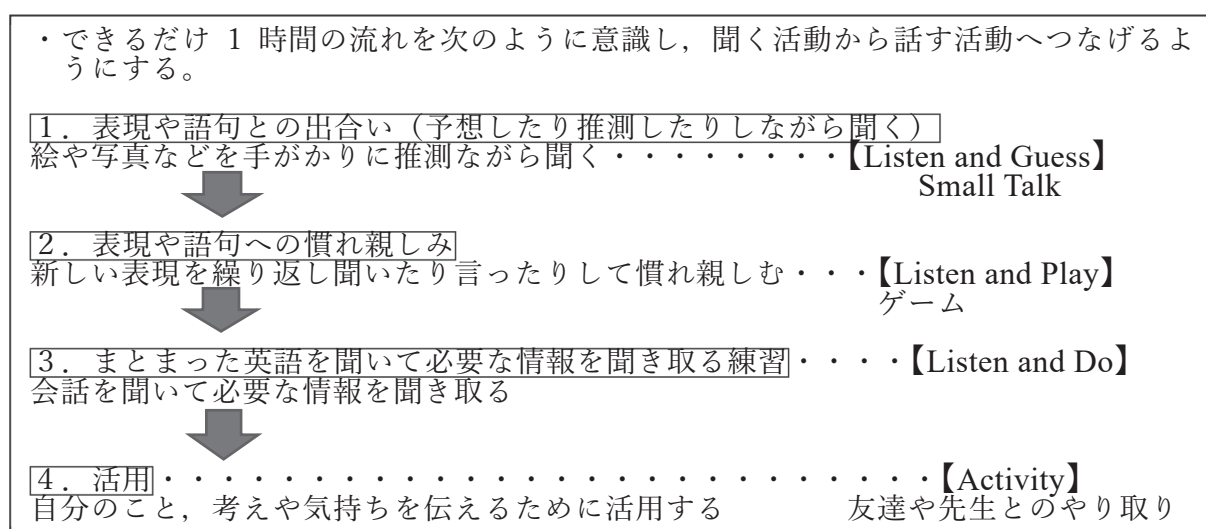 ・できるだけ 1 時間の流れを次のように意識し，聞く活動から話す活動へつなげるよ
うにする。
1．表現や語句との出合い（予想したり推測したりしながら聞く）
絵や写真などを手がかりに推測ながら聞く・・・・・・・・【Listen and Guess】
Small Talk
2．表現や語句への慣れ親しみ
新しい表現を繰り返し聞いたり言ったりして慣れ親しむ・・・【Listen and Play】
ゲーム
3．まとまった英語を聞いて必要な情報を聞き取る練習・・・・【Listen and Do】
会話を聞いて必要な情報を聞き取る
4．活用・・・・・・・・・・・・・・・・・・・・・・・・・・【Activity】
自分のこと，考えや気持ちを伝えるために活用する　　　友達や先生とのやり取り